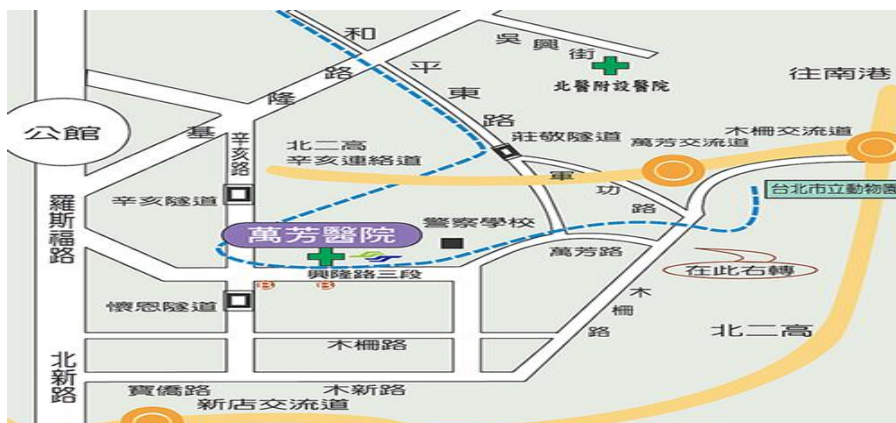 和平東路
吳興街
北醫附設醫院
往南港
基隆路
公館
辛亥路
北二高
辛亥連絡道
莊敬隧道
萬芳交流道
木柵交流道
軍功路
台北市立動物園
辛亥隧道
羅斯福路
萬芳醫院
警察學校
萬芳路
在此右轉
興隆路三段
B
B
懷恩隧道
木柵路
北二高
木柵路
北新路
寶僑路
木新路
新店交流道